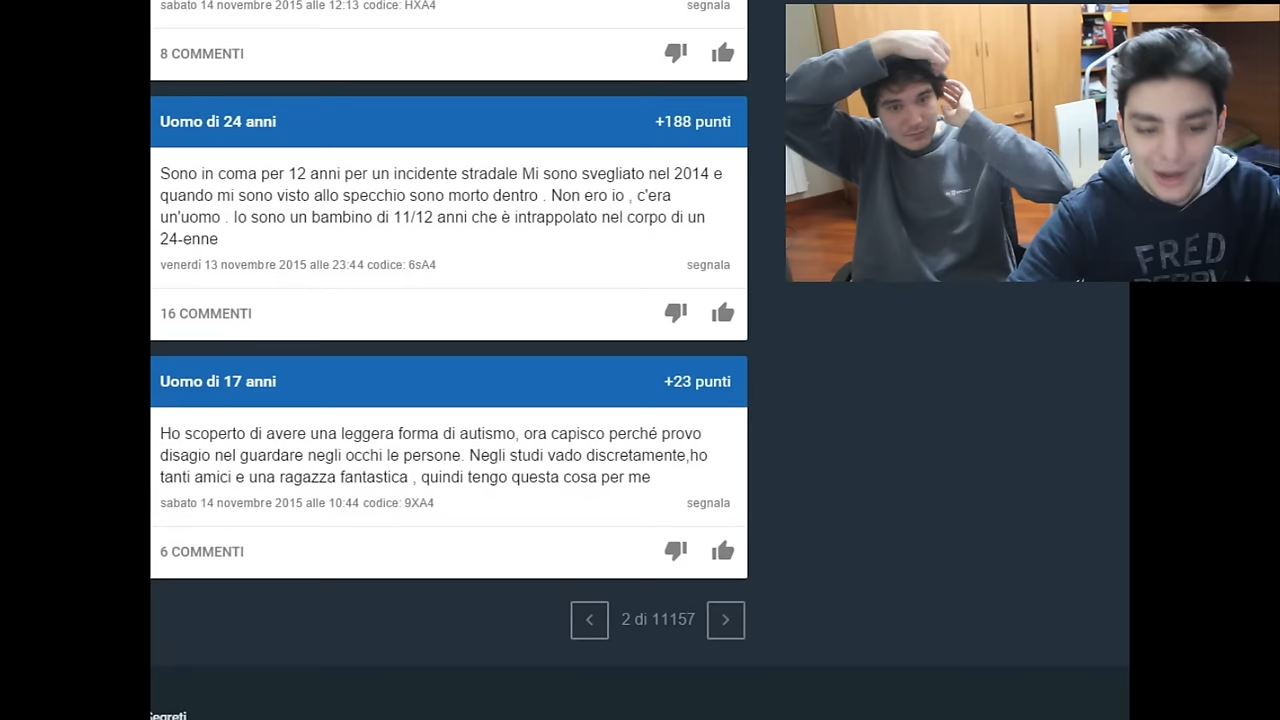 sabato 14 novembre 2015 alle 12:13 codice: HXA4 segnala
8 COMMENTI
Uomo di 24 anni +188 punti
Sono in coma per 12 anni per un incidente stradale Mi sono svegliato nel 2014 e
quando mi sono visto allo specchio sono morto dentro . Non ero io , c'era
un'uomo . Io sono un bambino di 11/12 anni che è intrappolato nel corpo di un
24-enne
venerdì 13 novembre 2015 alle 23:44 codice: 6sA4 segnala
16 COMMENTI
Uomo di 17 anni +23 punti
Ho scoperto di avere una leggera forma di autismo, ora capisco perché provo
disagio nel guardare negli occhi le persone. Negli studi vado discretamente,ho
tanti amici e una ragazza fantastica , quindi tengo questa cosa per me
sabato 14 novembre 2015 alle 10:44 codice: 9XA4 segnala
6 COMMENTI
2 di 11157
Segreti
FRED
PERRY